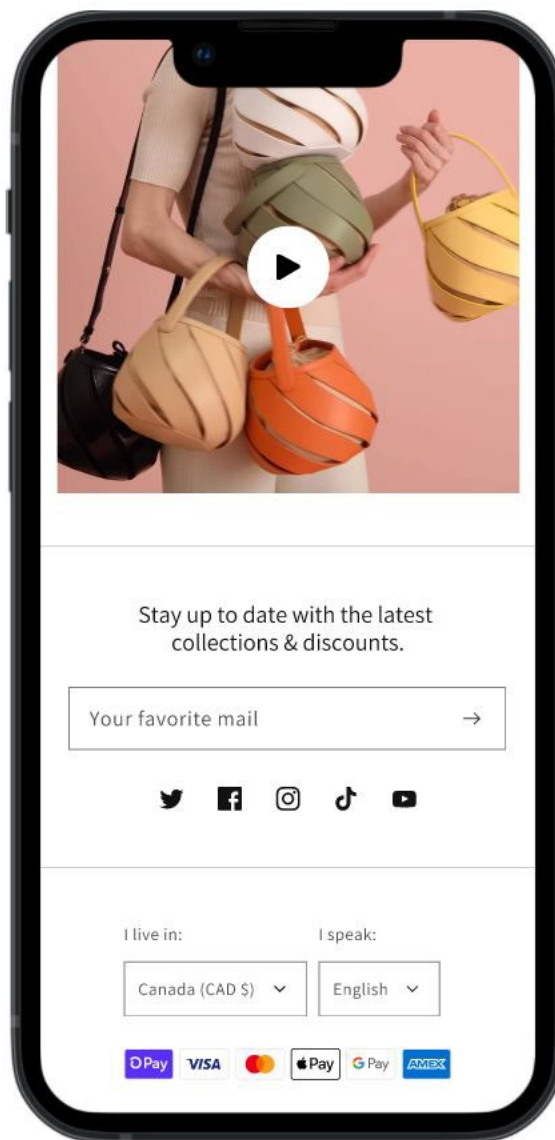 Stay up to date with the latest
collections & discounts.
Your favorite mail
I live in:
I speak:
Canada (CAD $)
English
Pay VISA Pay G Pay AMEX